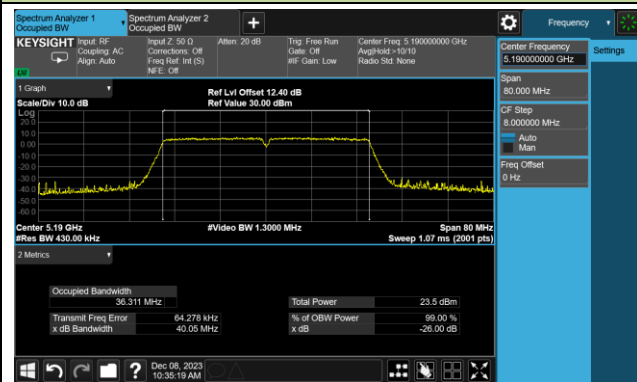 Spectrum Analyzer 1
Occupied BW
Spectrum Analyzer 2
Occupied BW
+
Frequency
KEYSIGHT
Input: RF
Coupling: AC
Align: Auto
Input Z: 50 Ω
Corrections: Off
Freq Ref: Int (S)
NFE: Off
Atten: 20 dB
Trig: Free Run
Gate: Off
#IF Gain: Low
Center Freq: 5.190000000 GHz
Avg|Hold:>10/10
Radio Std: None
Center Frequency
5.190000000 GHz
Settings
Span
80.000 MHz
CF Step
8.000000 MHz
Auto
Man
Freq Offset
0 Hz
1 Graph
Scale/Div 10.0 dB
Ref Lvl Offset 12.40 dB
Ref Value 30.00 dBm
Log
20.0
10.0
0.00
-10.0
-20.0
-30.0
-40.0
-50.0
-60.0
Center 5.19 GHz
#Res BW 430.00 kHz
#Video BW 1.3000 MHz
Span 80 MHz
Sweep 1.07 ms (2001 pts)
2 Metrics
Occupied Bandwidth
36.311 MHz
Total Power 23.5 dBm
Transmit Freq Error 64.278 kHz
% of OBW Power 99.00 %
x dB Bandwidth 40.05 MHz
x dB -26.00 dB
?
Dec 08, 2023
10:35:19 AM